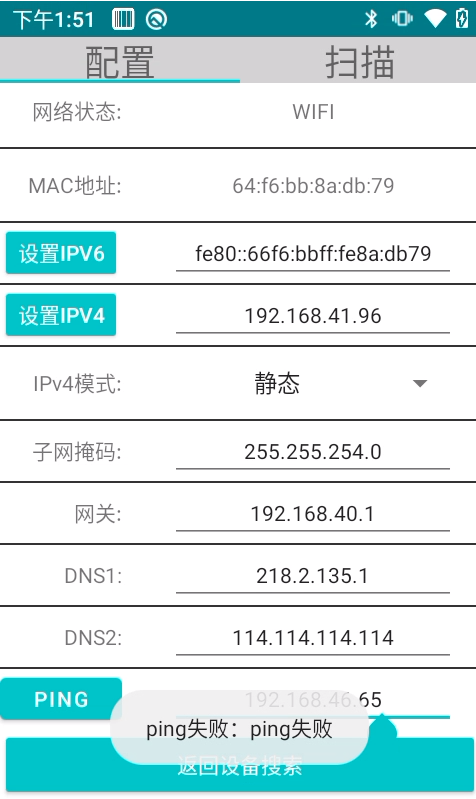 下午1:51
配置 扫描
网络状态: WIFI
MAC地址: 64:f6:bb:8a:db:79
设置IPV6 fe80::66f6:bbff:fe8a:db79
设置IPV4 192.168.41.96
IPv4模式: 静态
子网掩码: 255.255.254.0
网关: 192.168.40.1
DNS1: 218.2.135.1
DNS2: 114.114.114.114
PING 192.168.46.65
ping失败：ping失败
返回设备搜索